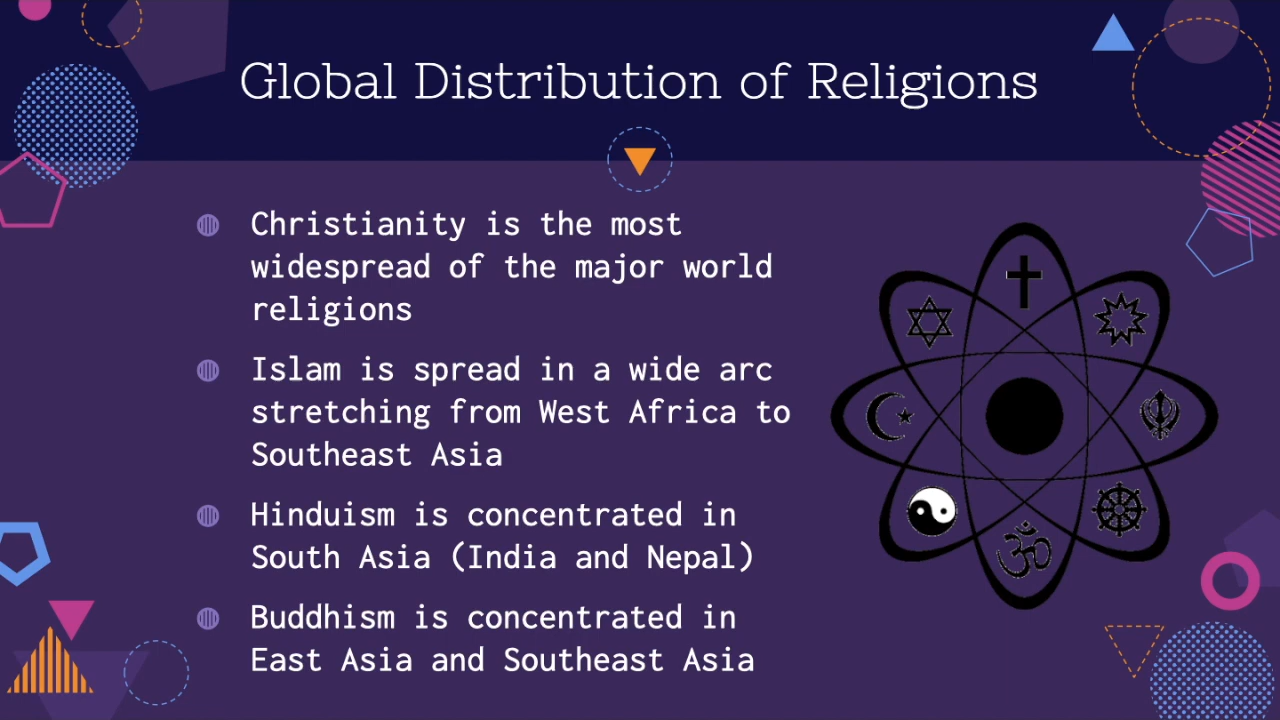 Global Distribution of Religions
Christianity is the most
widespread of the major world
religions
Islam is spread in a wide arc
stretching from West Africa to
Southeast Asia
Hinduism is concentrated in
South Asia (India and Nepal)
Buddhism is concentrated in
East Asia and Southeast Asia